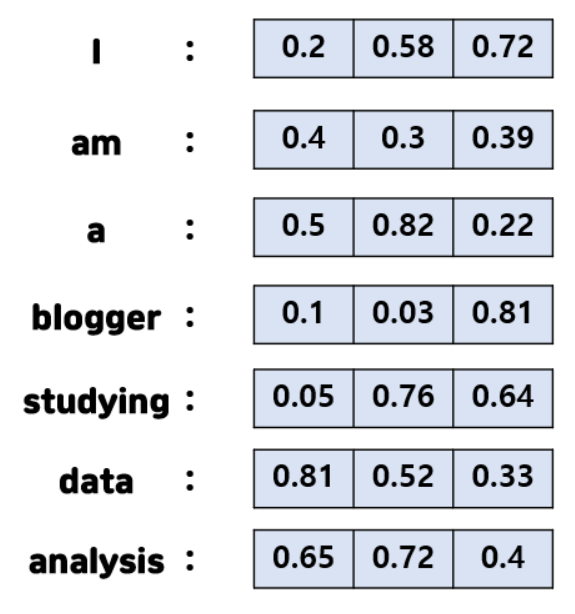 I : 0.2 0.58 0.72
am : 0.4 0.3 0.39
a : 0.5 0.82 0.22
blogger : 0.1 0.03 0.81
studying : 0.05 0.76 0.64
data : 0.81 0.52 0.33
analysis : 0.65 0.72 0.4